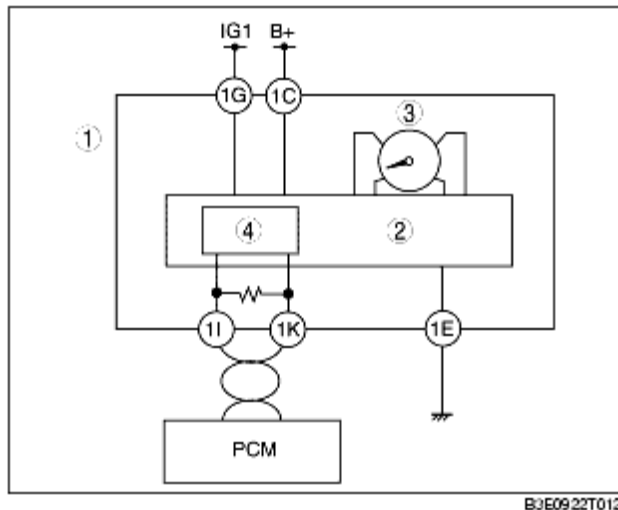 IG1 B+
1G 1C
③
①
④ ②
1I 1K 1E
PCM
B3E0922T012